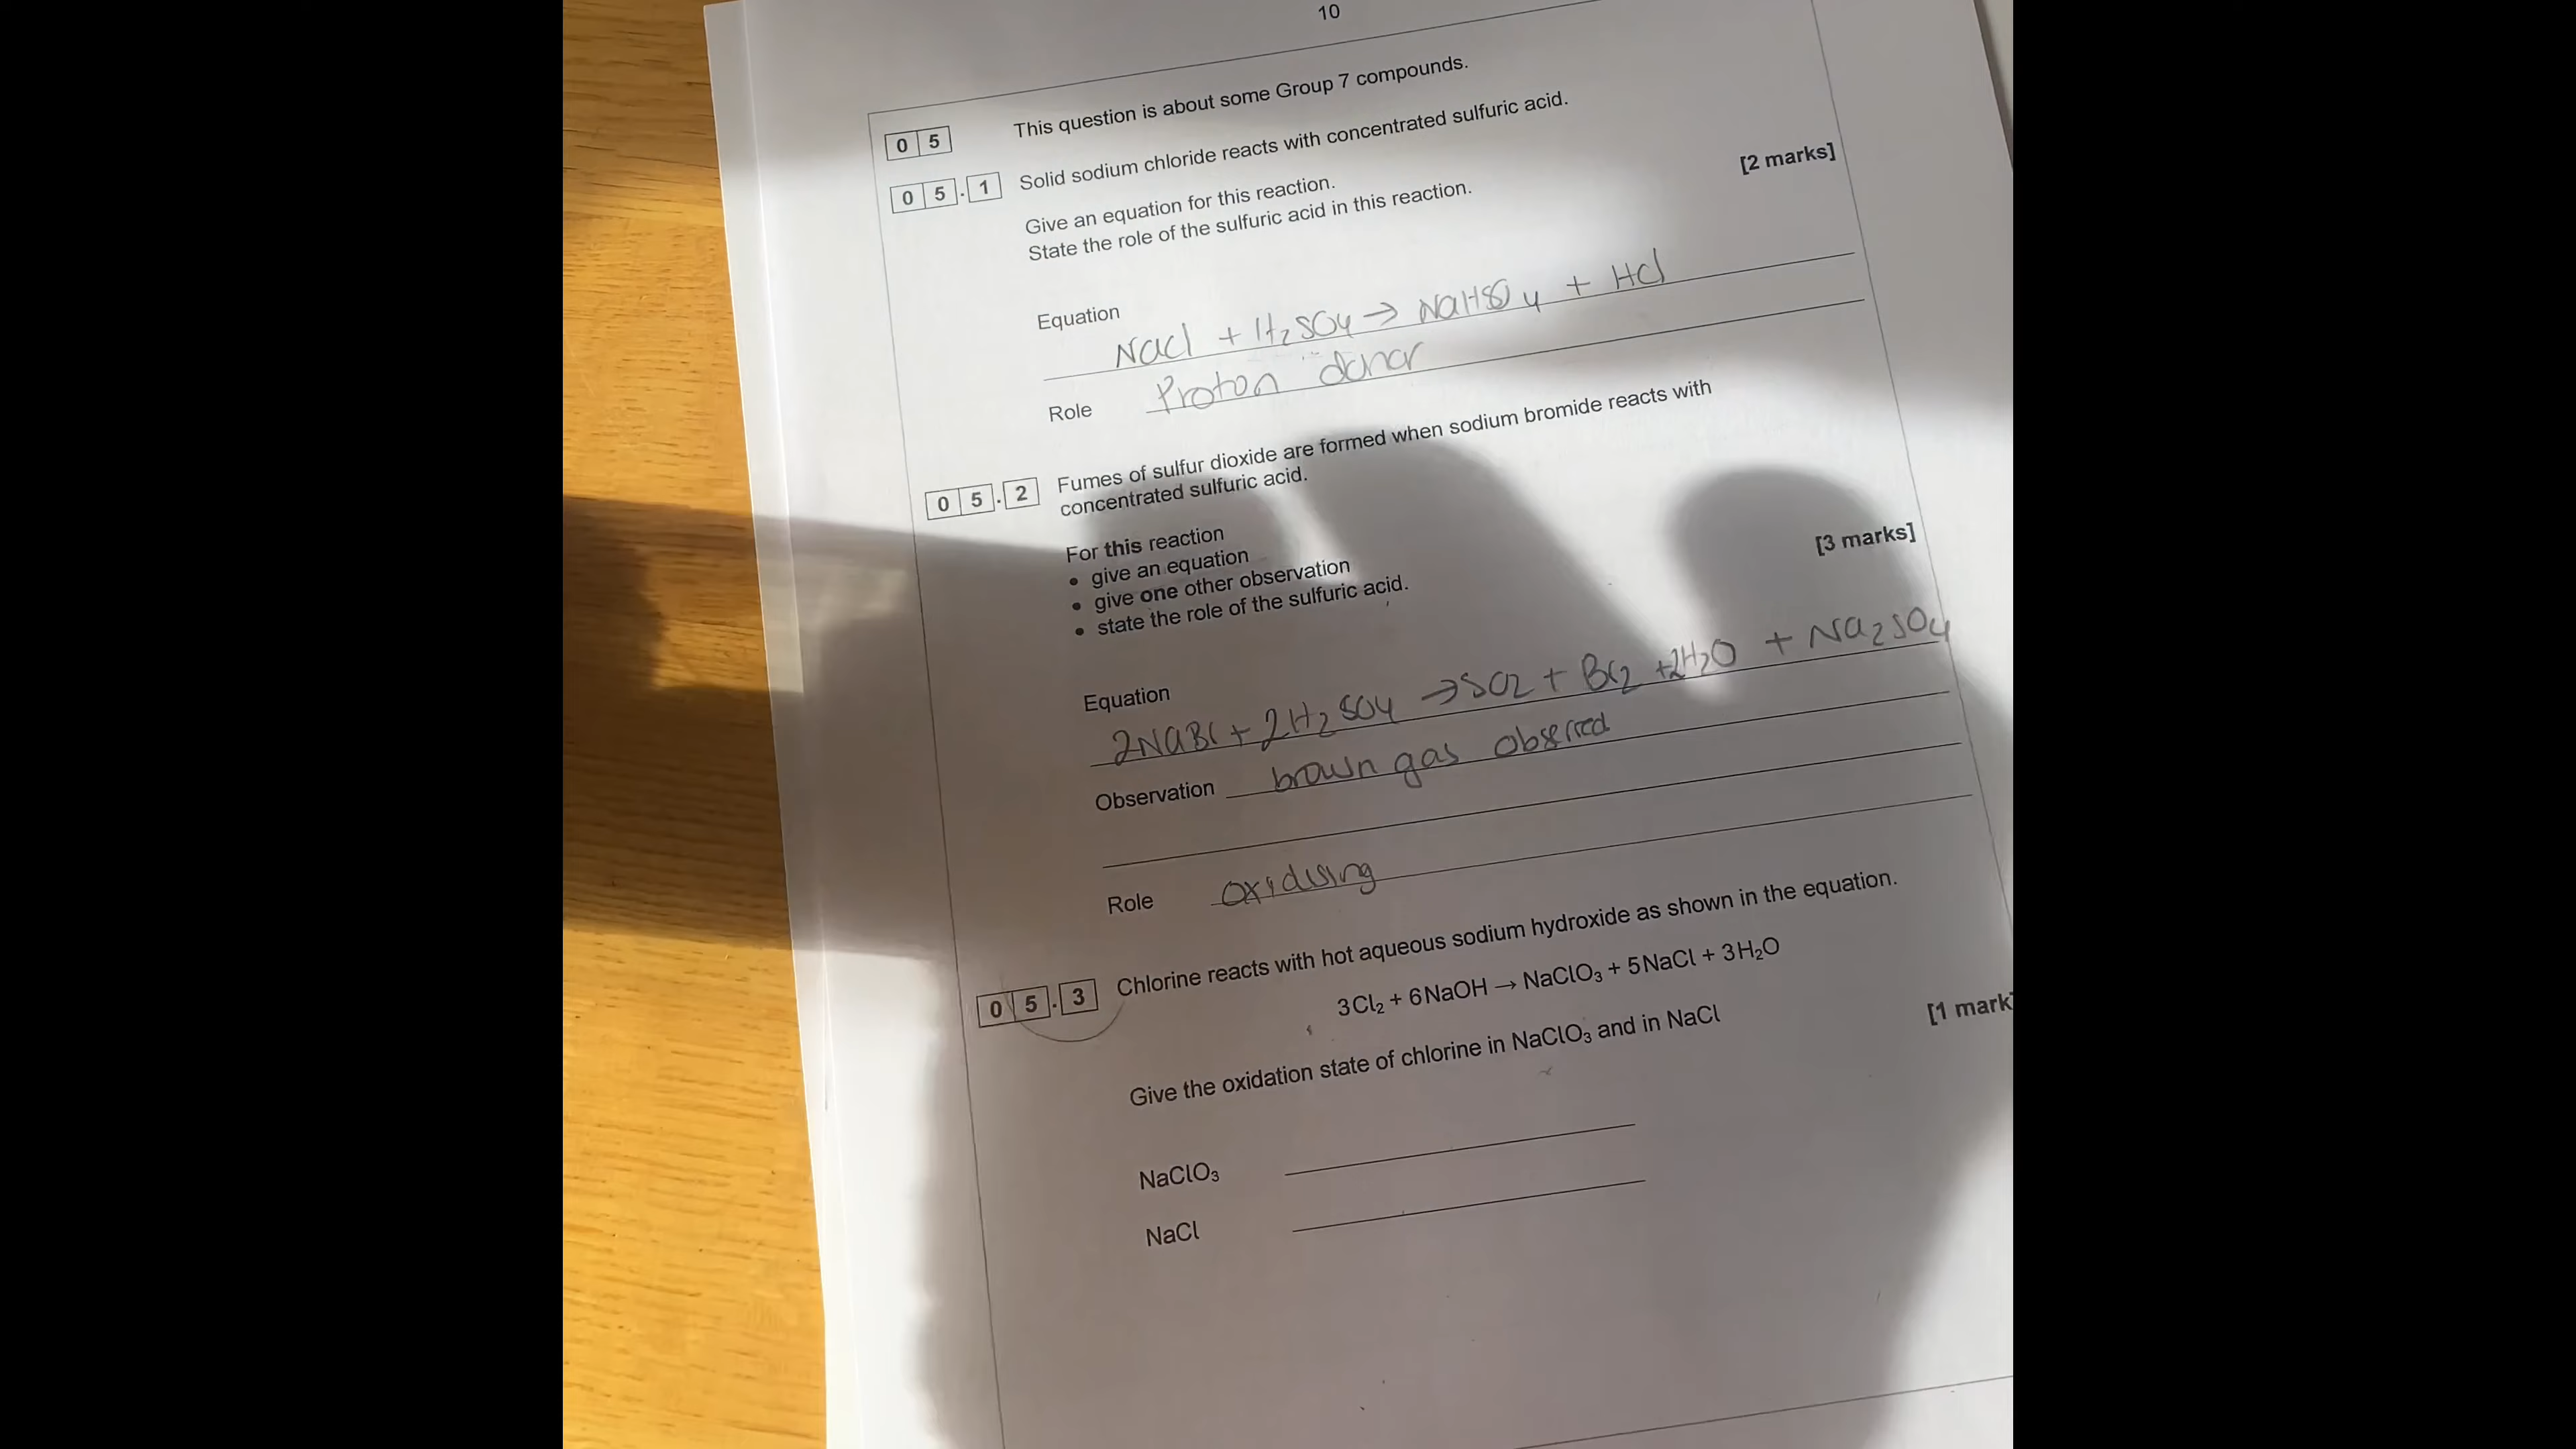 10
0 5 This question is about some Group 7 compounds.
0 5 . 1 Solid sodium chloride reacts with concentrated sulfuric acid.
Give an equation for this reaction.
State the role of the sulfuric acid in this reaction.
[2 marks]
Equation
NaCl + H₂SO₄ → NaHSO₄ + HCl
Role Proton donor
0 5 . 2 Fumes of sulfur dioxide are formed when sodium bromide reacts with
concentrated sulfuric acid.
For this reaction
• give an equation
• give one other observation
• state the role of the sulfuric acid.
[3 marks]
Equation
2NaBr + 2H₂SO₄ → SO₂ + Br₂ + 2H₂O + Na₂SO₄
Observation brown gas observed
Role oxidising
0 5 . 3 Chlorine reacts with hot aqueous sodium hydroxide as shown in the equation.
3Cl₂ + 6NaOH → NaClO₃ + 5NaCl + 3H₂O
Give the oxidation state of chlorine in NaClO₃ and in NaCl
[1 mark]
NaClO₃
NaCl